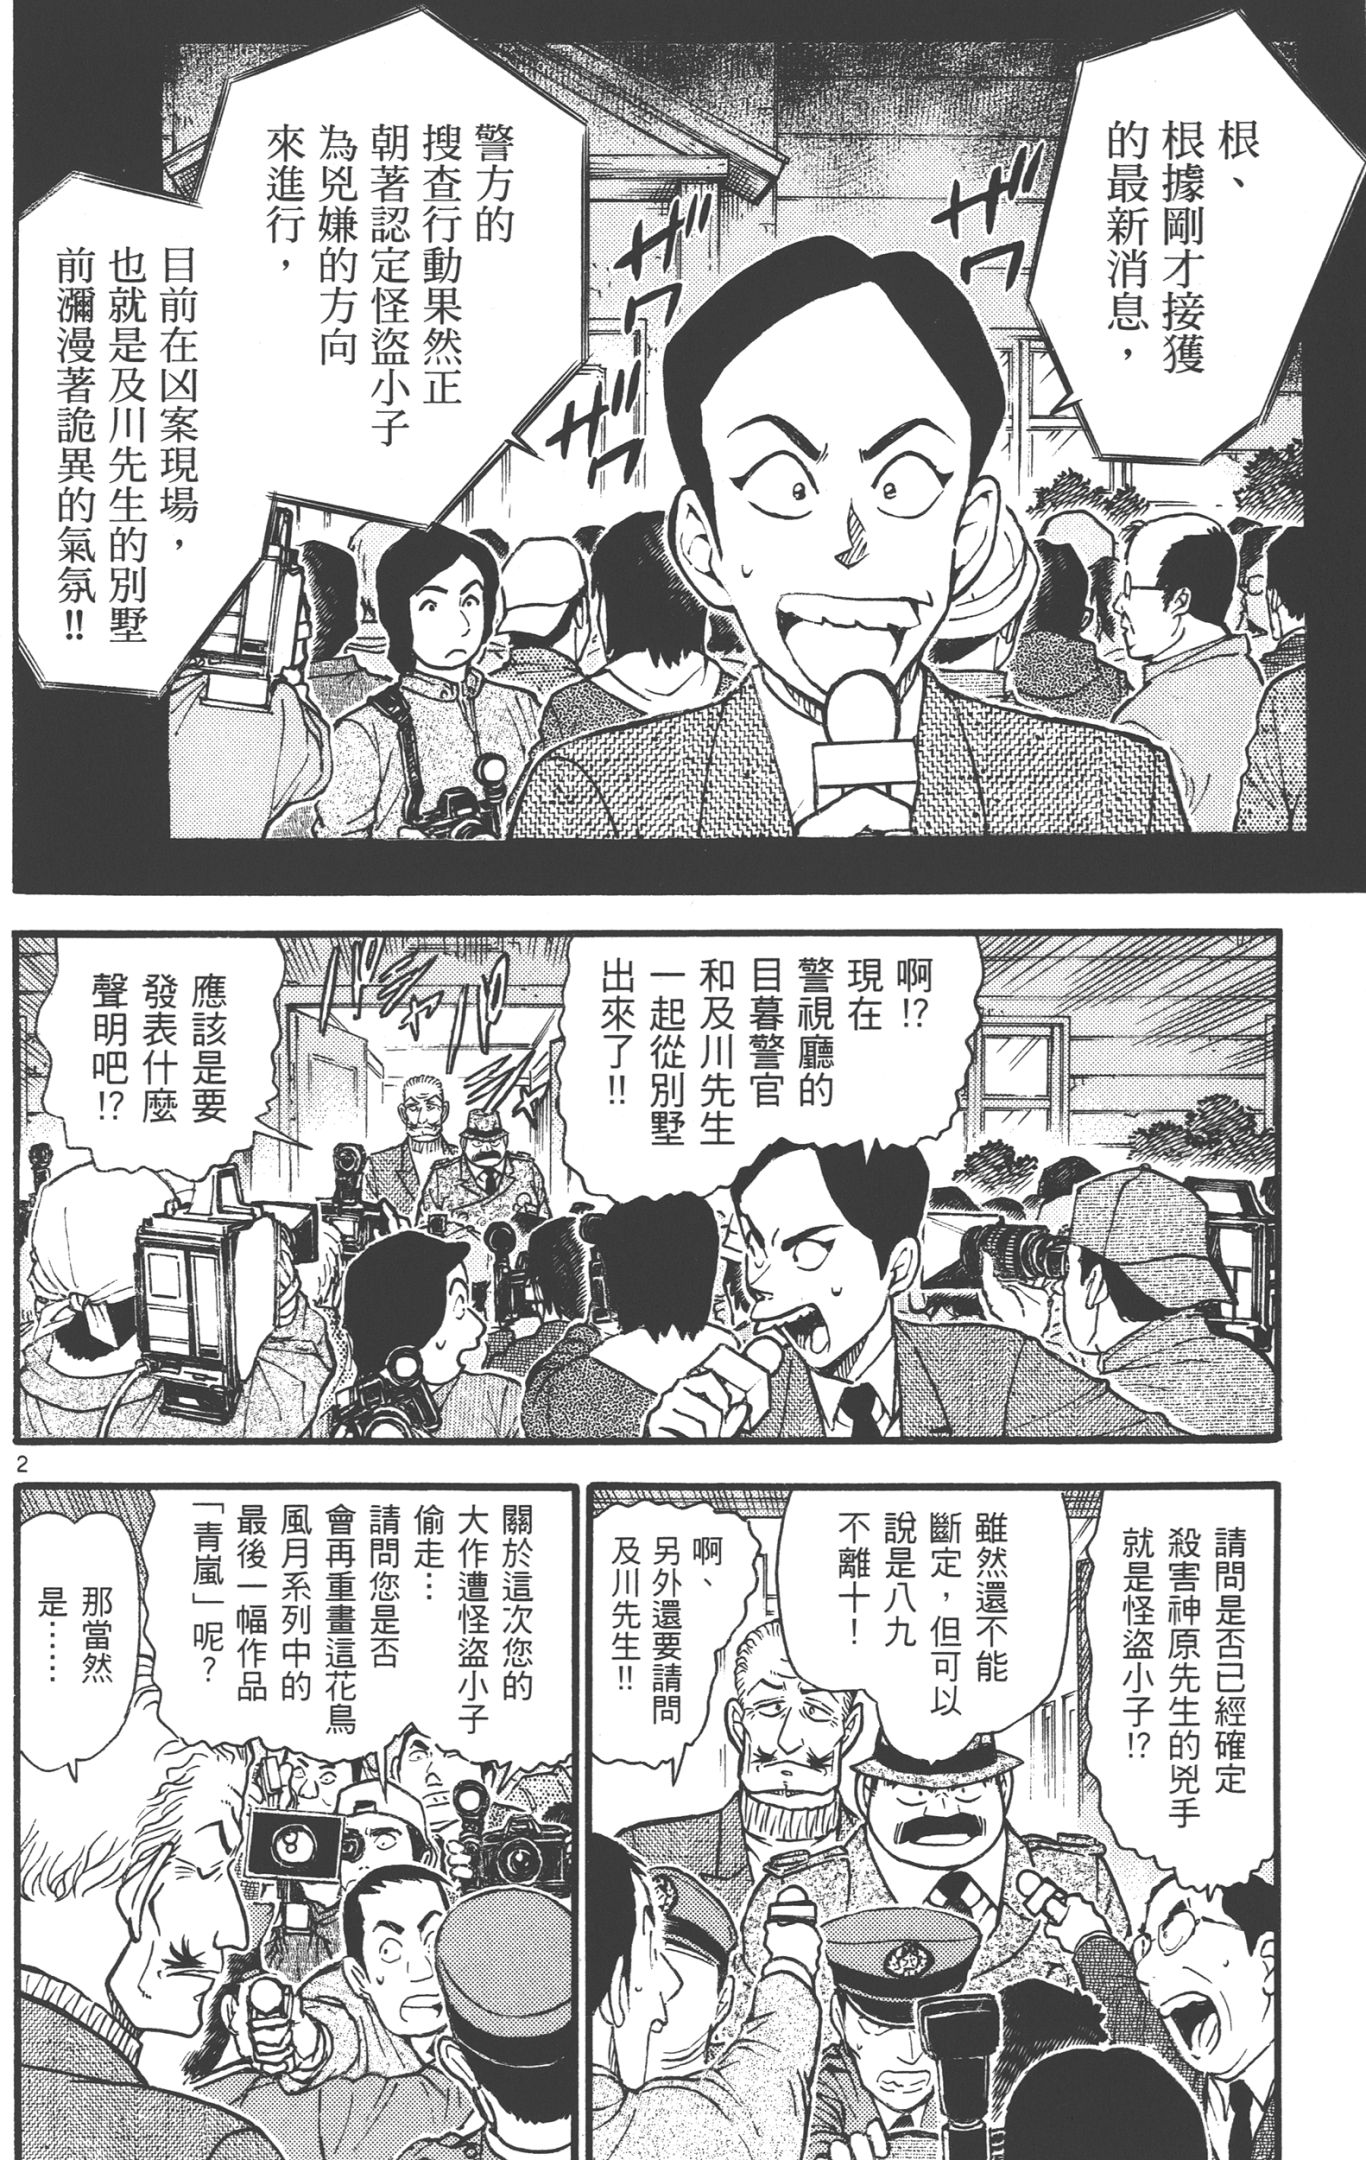 根、
根據剛才接獲
的最新消息，
警方的
搜查行動果然正
朝著認定怪盜小子
為兇嫌的方向
來進行，
目前在凶案現場，
也就是及川先生的別墅
前瀰漫著詭異的氣氛!!
ザワ
ザワ
ザワ
ザワ
啊!?
現在
警視廳的
目暮警官
和及川先生
一起從別墅
出來了!!
應該是要
發表什麼
聲明吧!?
2
請問是否已經確定
殺害神原先生的兇手
就是怪盜小子!?
雖然還不能
斷定，但可以
說是八九
不離十！
啊、
另外還要請問
及川先生!!
關於這次您的
大作遭怪盜小子
偷走…
請問您是否
會再重畫這花鳥
風月系列中的
最後一幅作品
「青嵐」呢？
那當然
是……